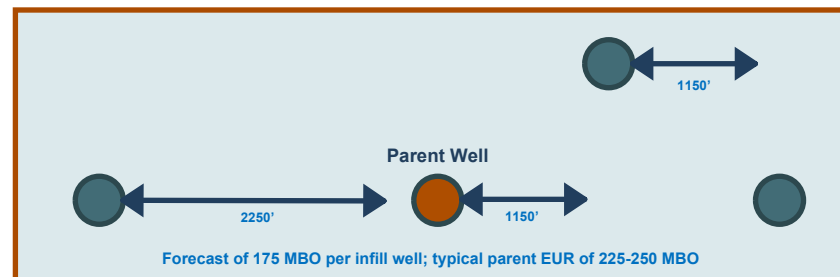 1150’
Parent Well
2250’
1150’
Forecast of 175 MBO per infill well; typical parent EUR of 225-250 MBO